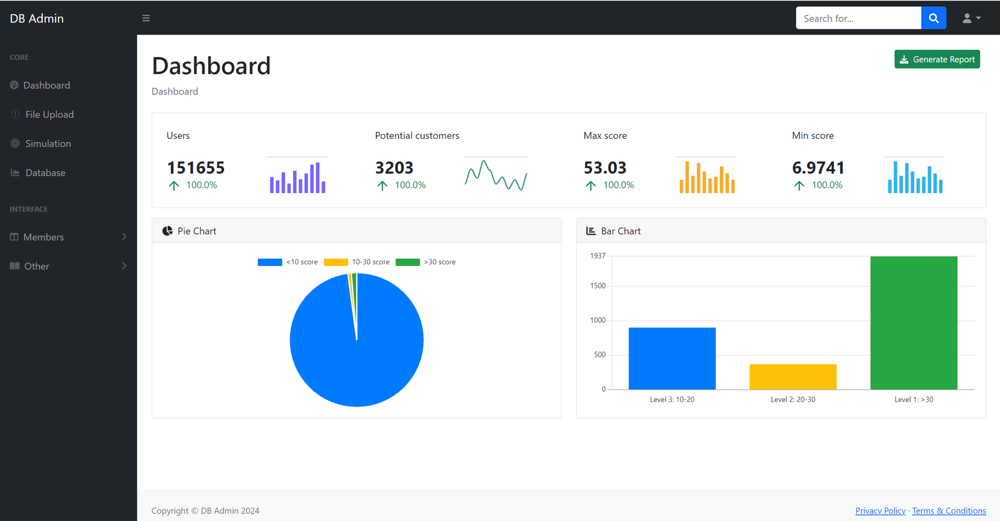 DB Admin
Search for...
CORE
Dashboard
File Upload
Simulation
Database
INTERFACE
Members
Other
Dashboard
Generate Report
Dashboard
Users
151655
100.0%
Potential customers
3203
100.0%
Max score
53.03
100.0%
Min score
6.9741
100.0%
Pie Chart
<10 score 10-30 score >30 score
Bar Chart
1937
1500
1000
500
0
Level 3: 10-20 Level 2: 20-30 Level 1: >30
Copyright © DB Admin 2024
Privacy Policy · Terms & Conditions